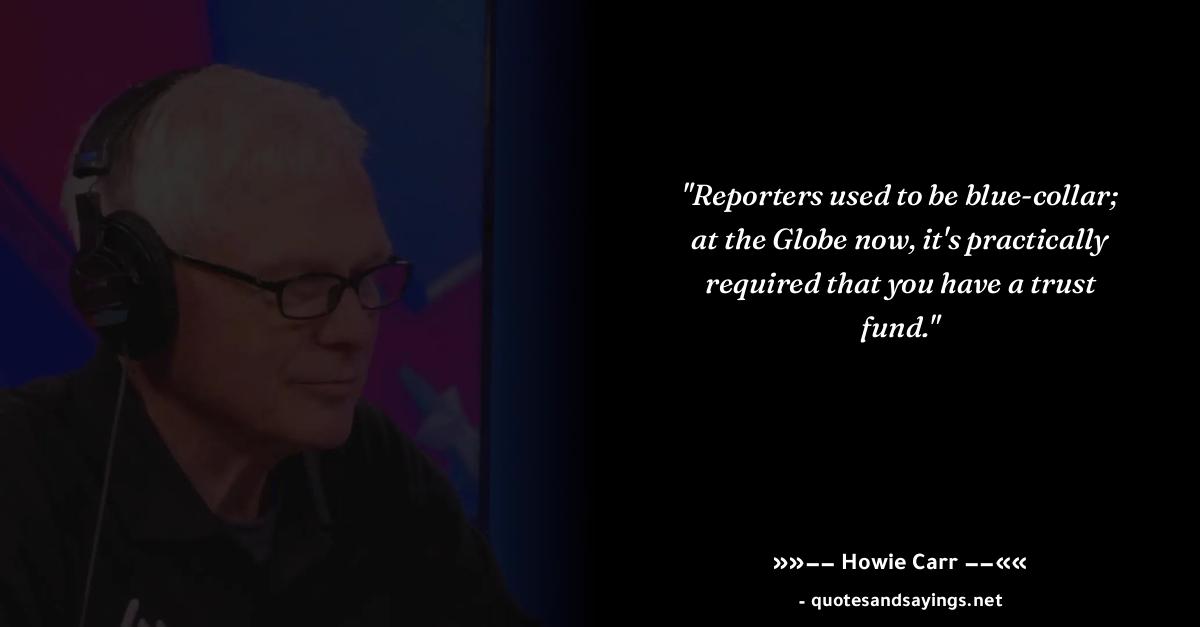 "Reporters used to be blue-collar;
at the Globe now, it's practically
required that you have a trust
fund."
»»–– Howie Carr ––««
- quotesandsayings.net